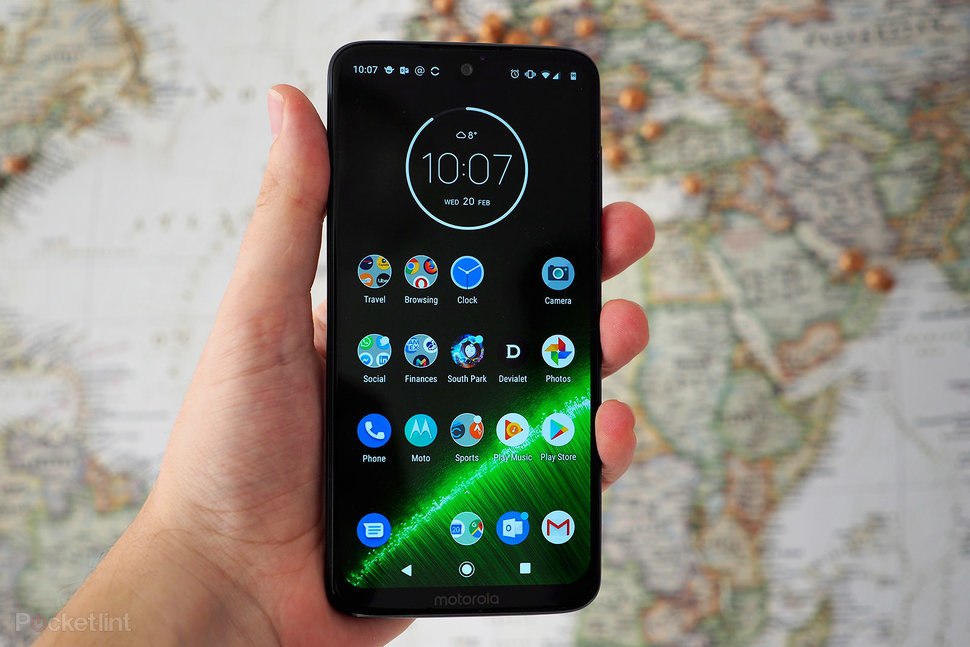 10:07
8°
10:07
WED 20 FEB
Travel Browsing Clock Camera
Social Finances South Park Devialet Photos
D
Phone Moto Sports Play Music Play Store
20
motorola
Pocketlint